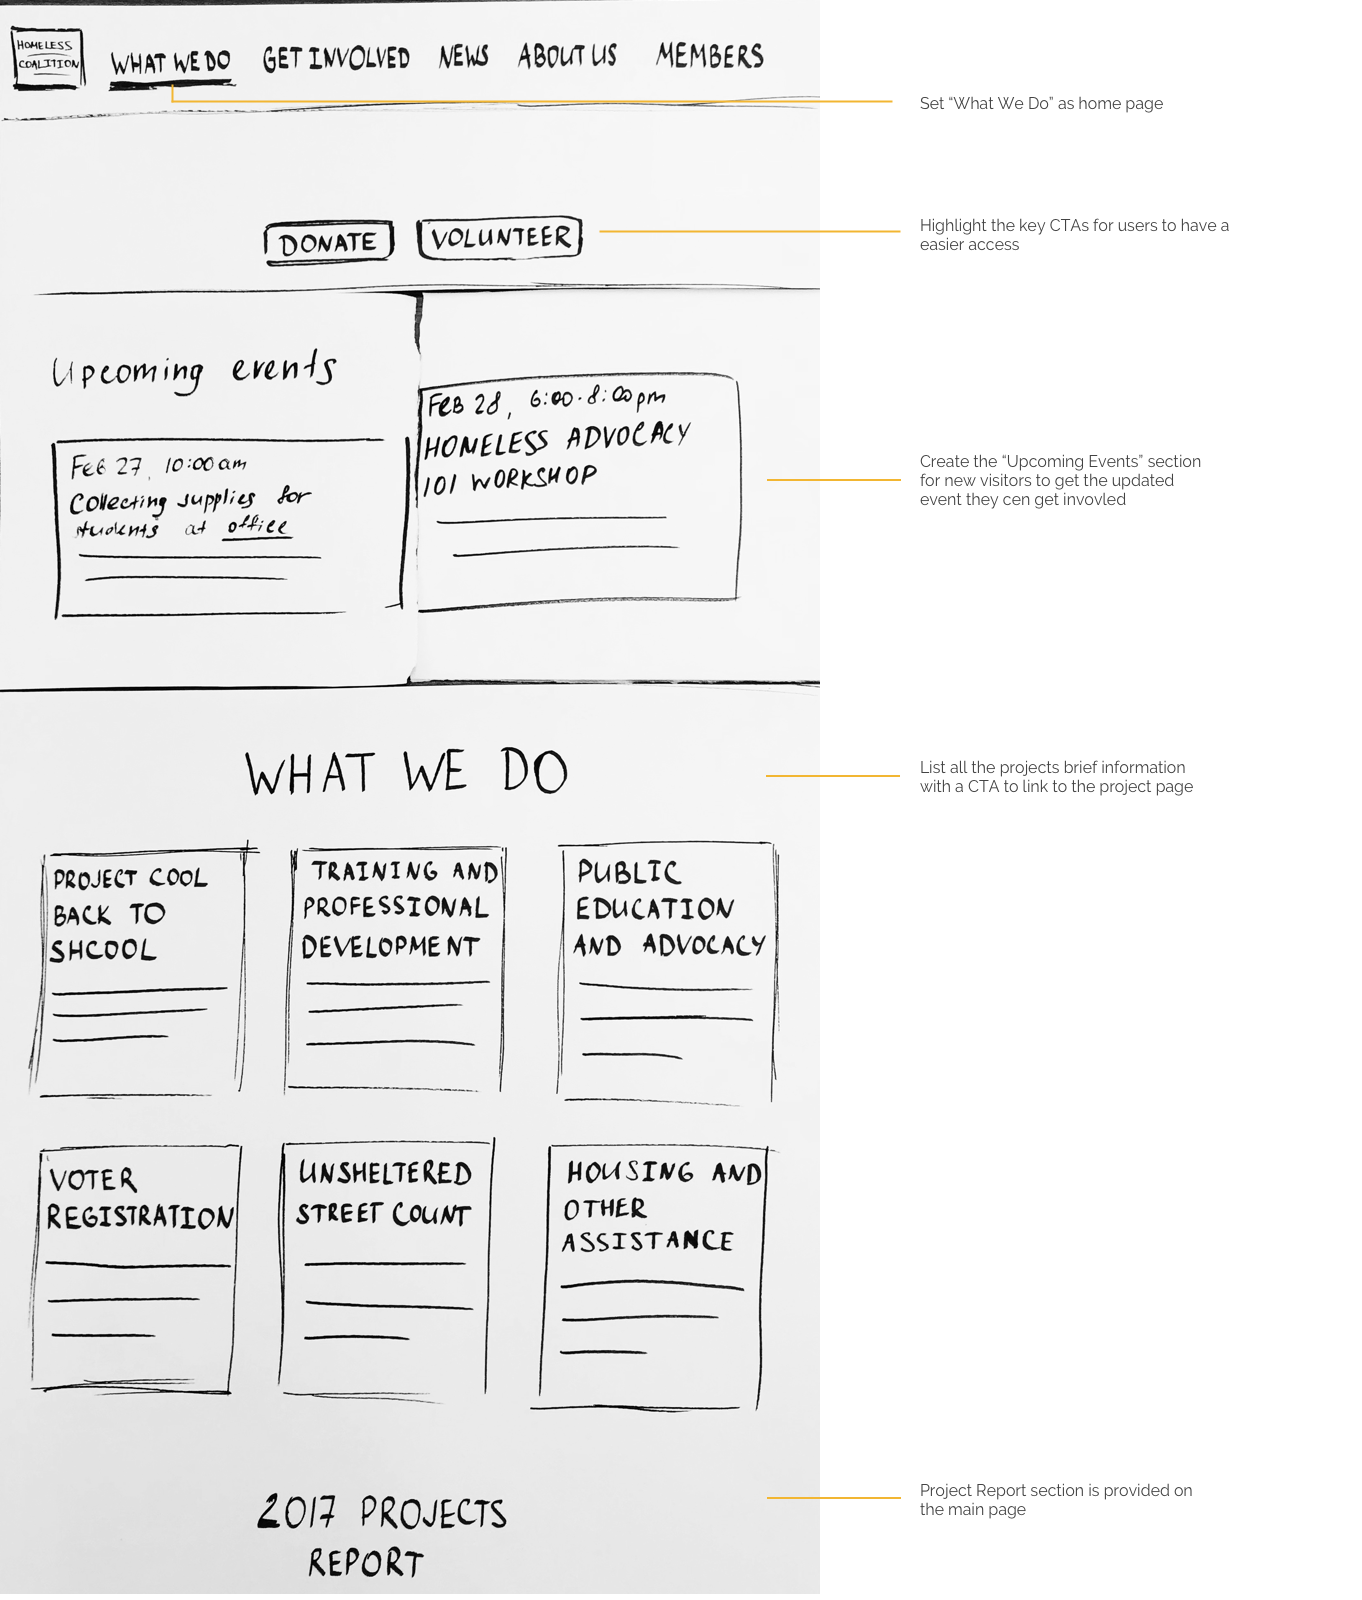 HOMELESS
COALITION
WHAT WE DO
GET INVOLVED
NEWS
ABOUT US
MEMBERS
Set “What We Do” as home page
DONATE
VOLUNTEER
Highlight the key CTAs for users to have a
easier access
Upcoming events
Feb 27, 10:00 am
Collecting supplies for
students at office
FEB 28, 6:00-8:00 pm
HOMELESS ADVOCACY
101 WORKSHOP
Create the “Upcoming Events” section
for new visitors to get the updated
event they cen get invovled
WHAT WE DO
List all the projects brief information
with a CTA to link to the project page
PROJECT COOL
BACK TO
SHCOOL
TRAINING AND
PROFESSIONAL
DEVELOPMENT
PUBLIC
EDUCATION
AND ADVOCACY
VOTER
REGISTRATION
UNSHELTERED
STREET COUNT
HOUSING AND
OTHER
ASSISTANCE
2017 PROJECTS
REPORT
Project Report section is provided on
the main page